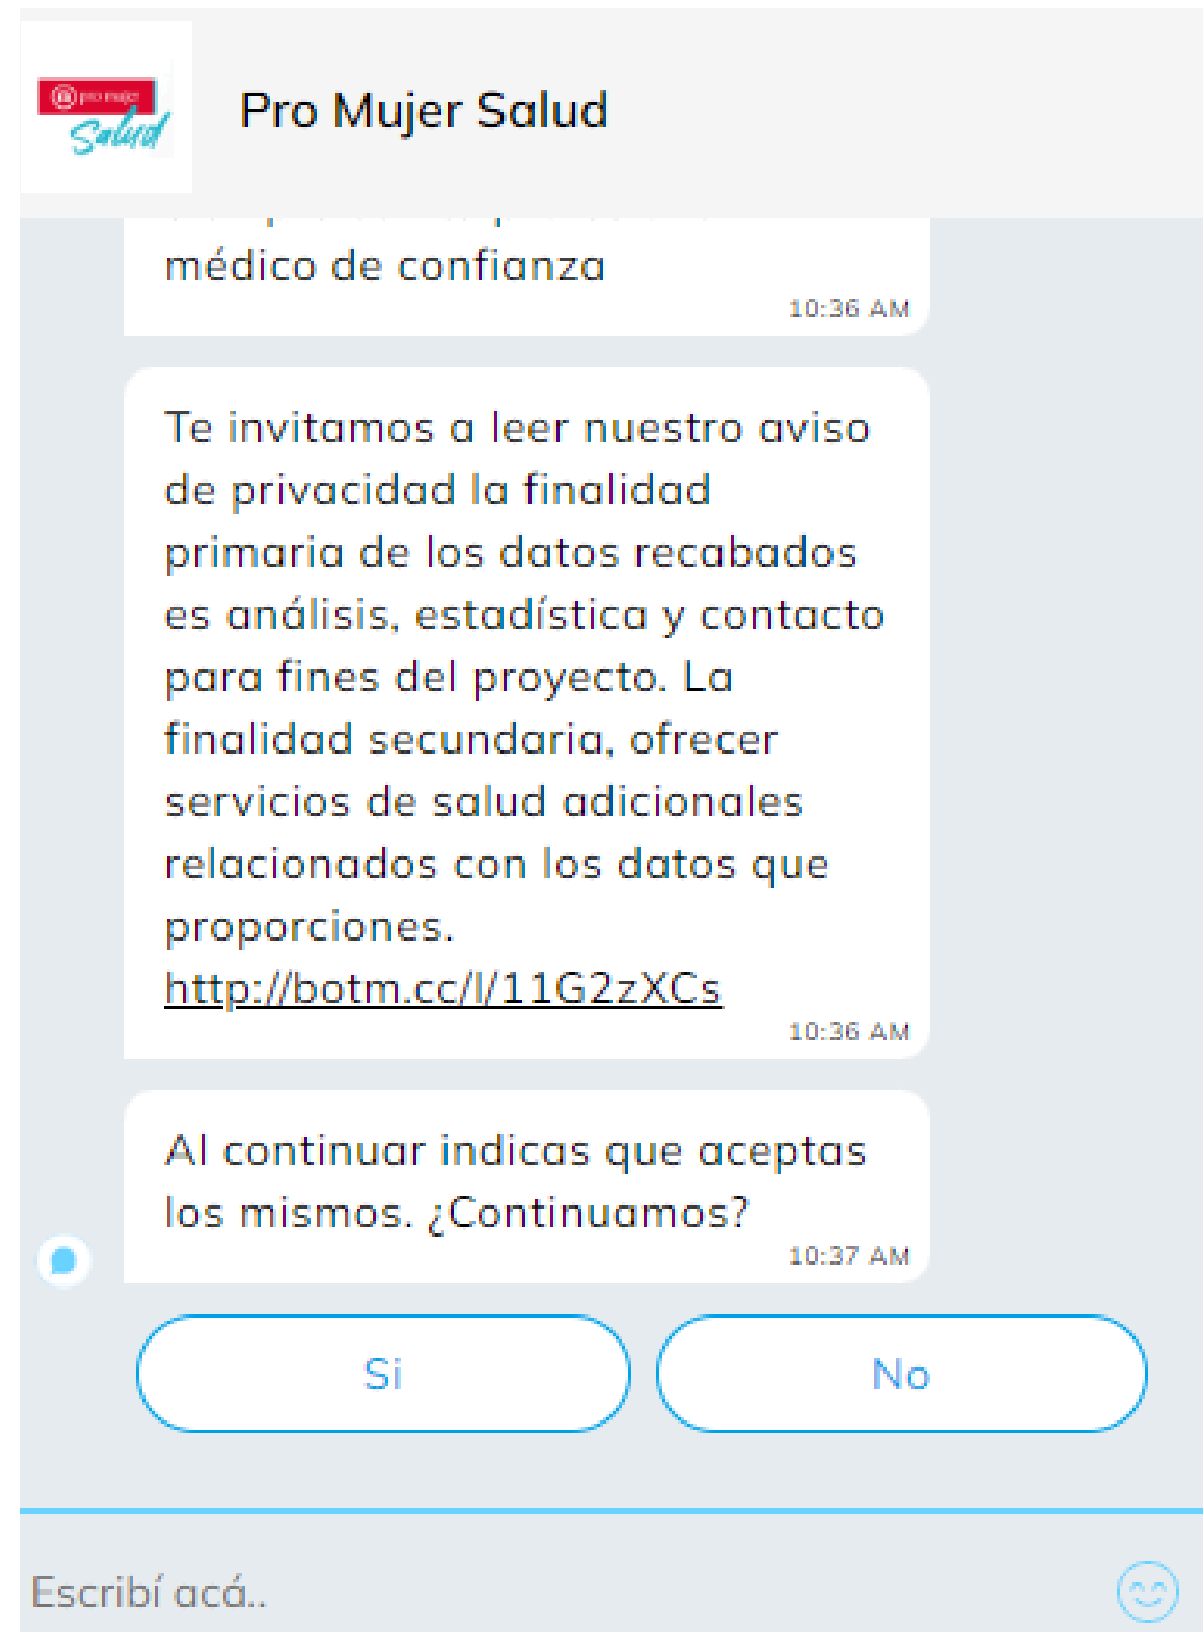 pro mujer
Salud
Pro Mujer Salud
médico de confianza
10:36 AM
Te invitamos a leer nuestro aviso
de privacidad la finalidad
primaria de los datos recabados
es análisis, estadística y contacto
para fines del proyecto. La
finalidad secundaria, ofrecer
servicios de salud adicionales
relacionados con los datos que
proporciones.
http://botm.cc/l/11G2zXCs
10:36 AM
Al continuar indicas que aceptas
los mismos. ¿Continuamos?
10:37 AM
Si
No
Escribí acá..